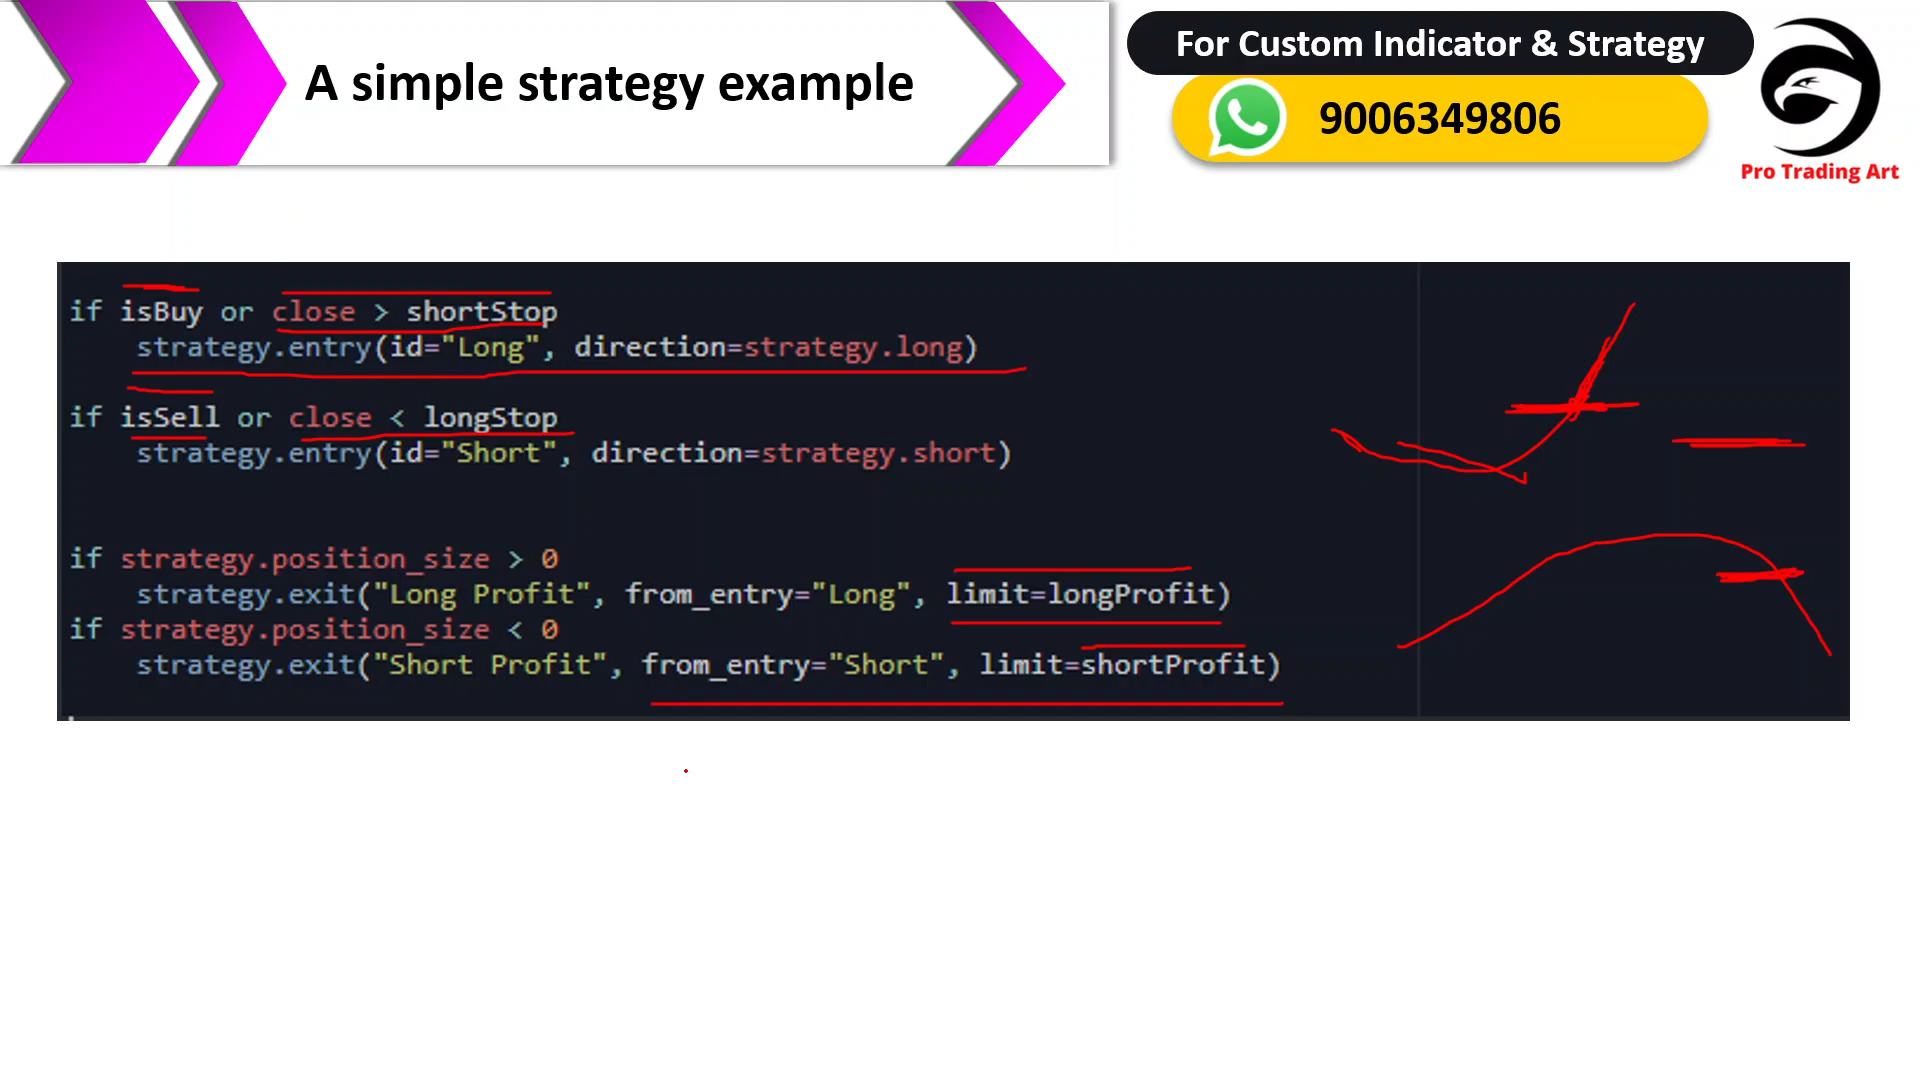 A simple strategy example
For Custom Indicator & Strategy
9006349806
Pro Trading Art
if isBuy or close > shortStop
    strategy.entry(id="Long", direction=strategy.long)
if isSell or close < longStop
    strategy.entry(id="Short", direction=strategy.short)
if strategy.position_size > 0
    strategy.exit("Long Profit", from_entry="Long", limit=longProfit)
if strategy.position_size < 0
    strategy.exit("Short Profit", from_entry="Short", limit=shortProfit)